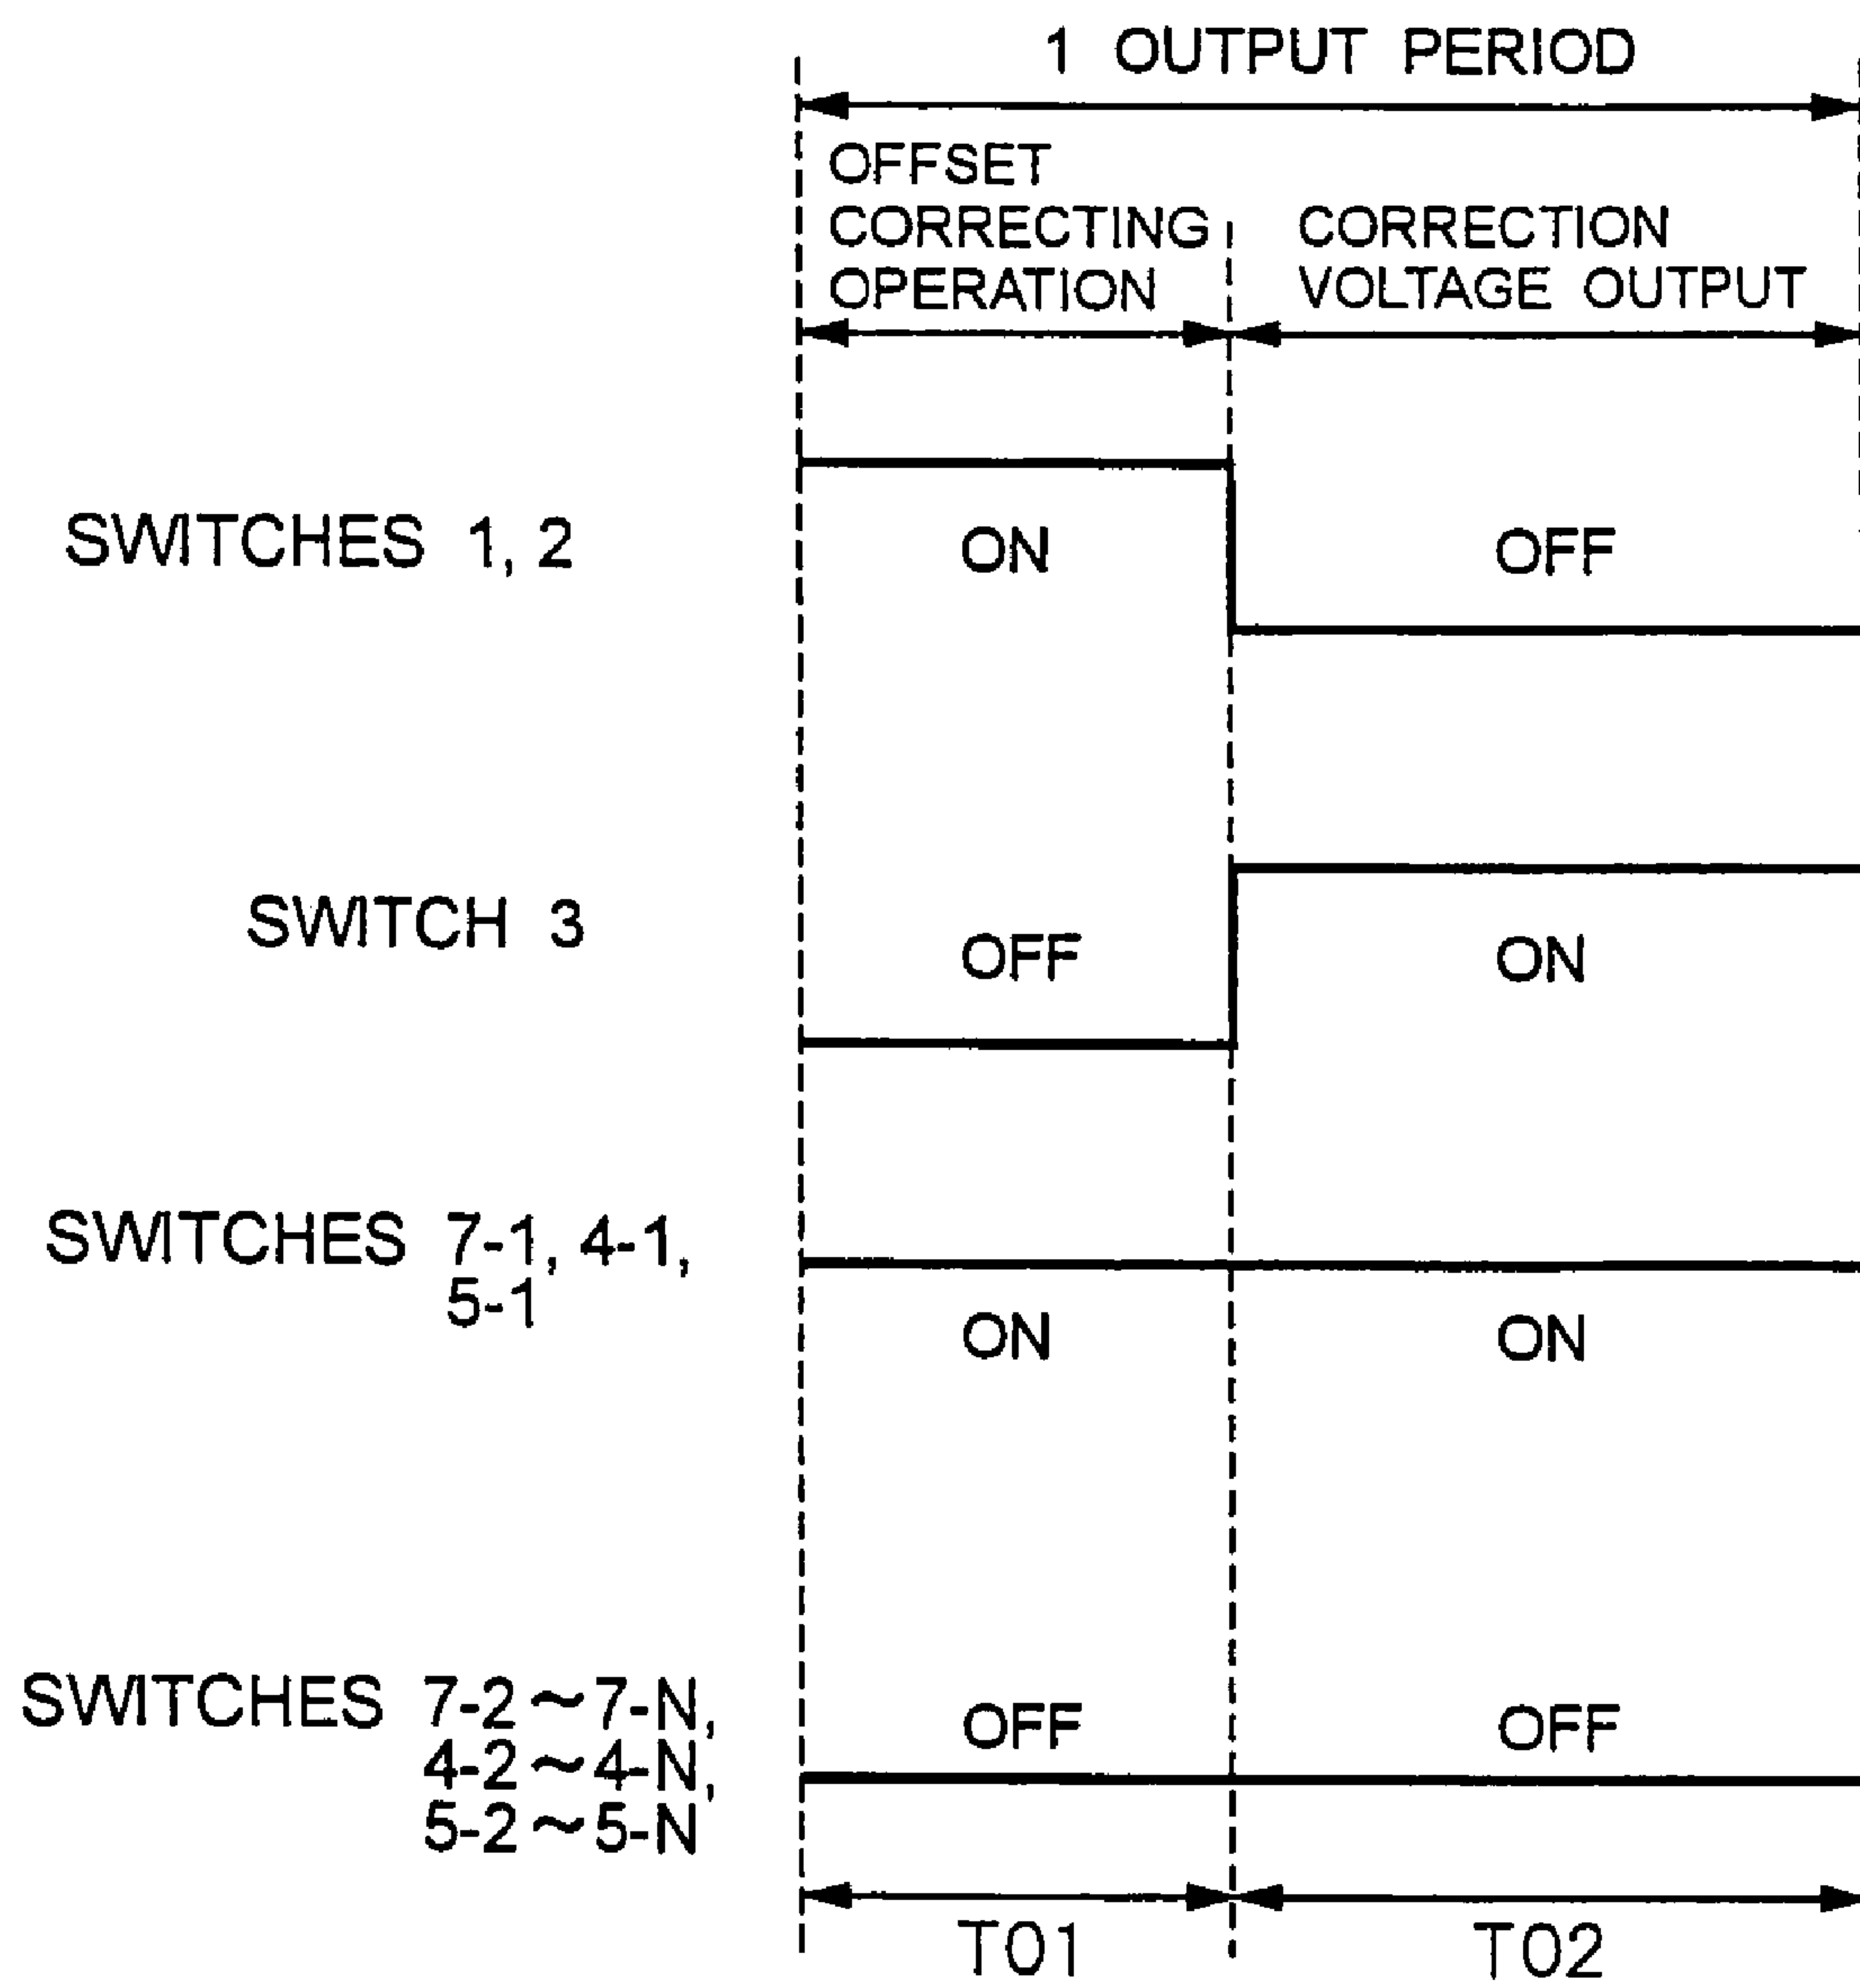 1 OUTPUT PERIOD
OFFSET
CORRECTING
OPERATION
CORRECTION
VOLTAGE OUTPUT
SWITCHES 1, 2
ON
OFF
SWITCH 3
OFF
ON
SWITCHES 7-1, 4-1,
5-1
ON
ON
SWITCHES 7-2~7-N,
4-2~4-N,
5-2~5-N
OFF
OFF
T01
T02